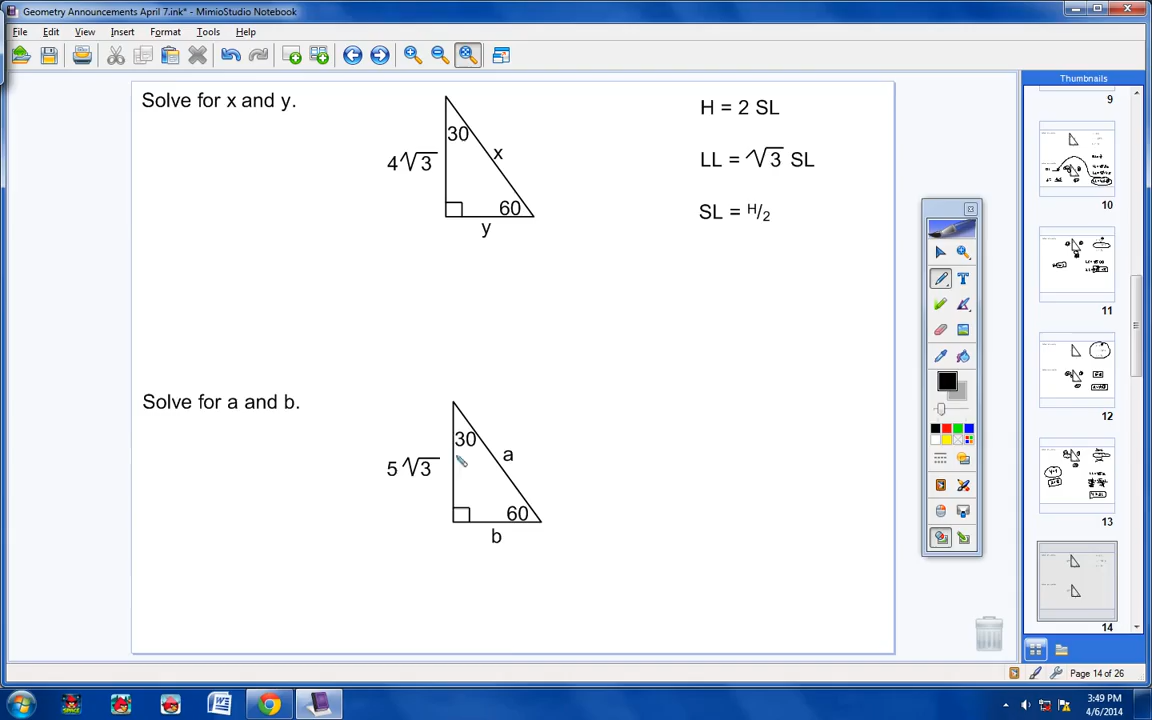 Geometry Announcements April 7.ink* - MimioStudio Notebook
File Edit View Insert Format Tools Help
Thumbnails
Solve for x and y.
30
4√3
x
60
y
H = 2 SL
LL = √3 SL
SL = H/2
Solve for a and b.
30
5√3
a
60
b
9
10
11
12
13
14
Page 14 of 26
3:49 PM
4/6/2014